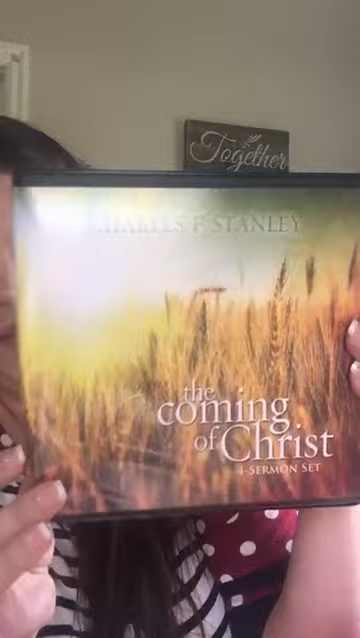 Together
CHARLES F STANLEY
the
coming
of Christ
4-SERMON SET